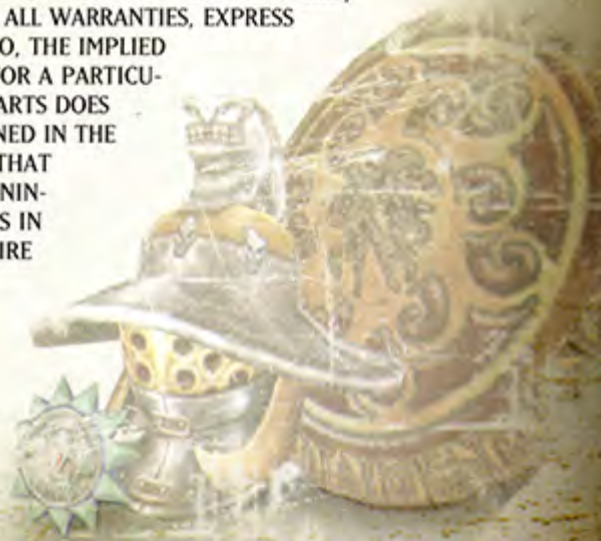 ALL WARRANTIES, EXPRESS
O, THE IMPLIED
OR A PARTICU-
ARTS DOES
NED IN THE
THAT
NIN-
S IN
IRE